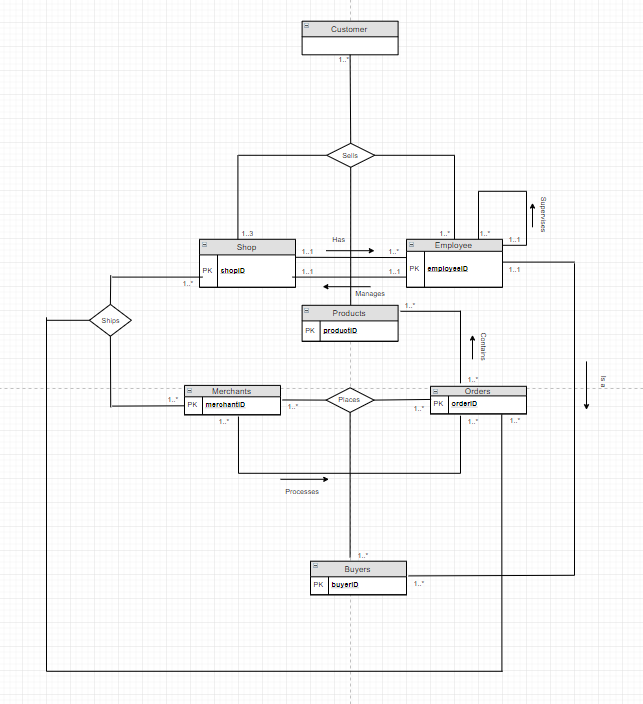 Customer
1..*
Sells
1..3
1..*
1..*
Supervises
Shop
Has
Employee
1..1
1..1
1..*
1..1
PK shopID
PK employeeID
1..*
1..1
1..1
Manages
Products
1..*
Ships
PK productID
Contains
1..*
Is a
Merchants
Orders
1..*
PK merchantID
1..*
Places
1..*
PK orderID
1..*
1..*
1..*
Processes
1..*
Buyers
PK buyerID
1..*